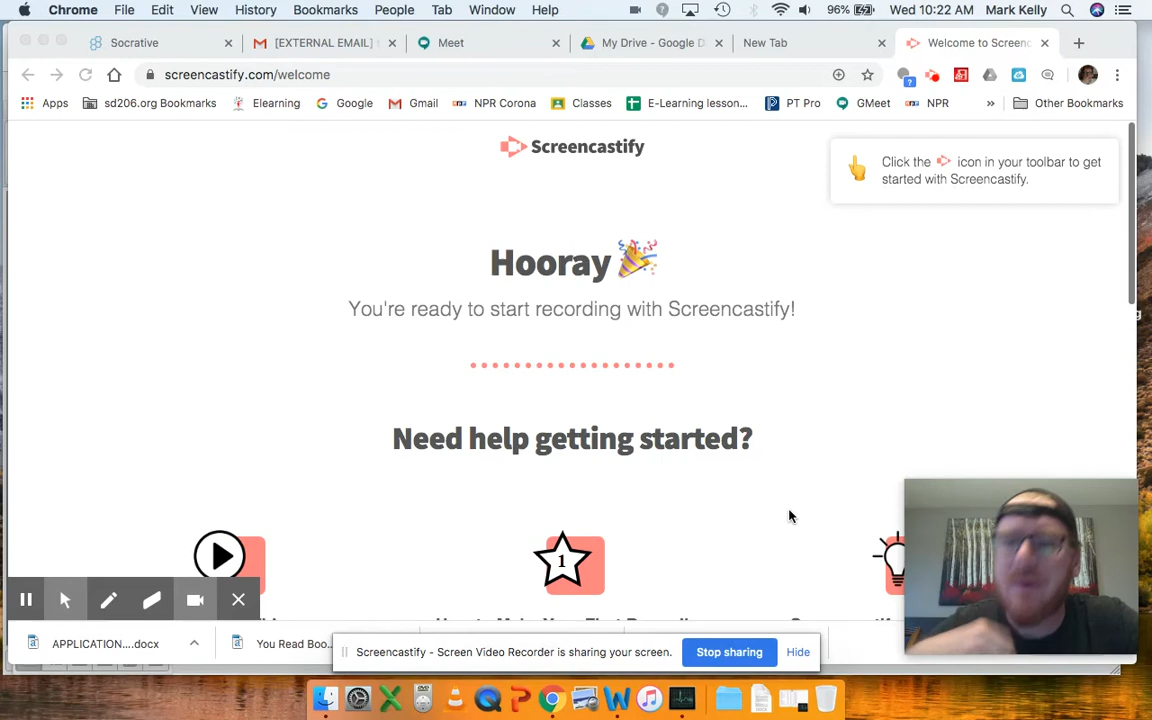 Chrome File Edit View History Bookmarks People Tab Window Help 96% Wed 10:22 AM Mark Kelly
Socrative [EXTERNAL EMAIL] Meet My Drive - Google D New Tab Welcome to Screenc
screencastify.com/welcome
Apps sd206.org Bookmarks Elearning Google Gmail NPR Corona Classes E-Learning lesson... PT Pro GMeet NPR » Other Bookmarks
Screencastify
Click the icon in your toolbar to get
started with Screencastify.
Hooray
You're ready to start recording with Screencastify!
Need help getting started?
1
APPLICATION....docx You Read Boo...
Screencastify - Screen Video Recorder is sharing your screen. Stop sharing Hide